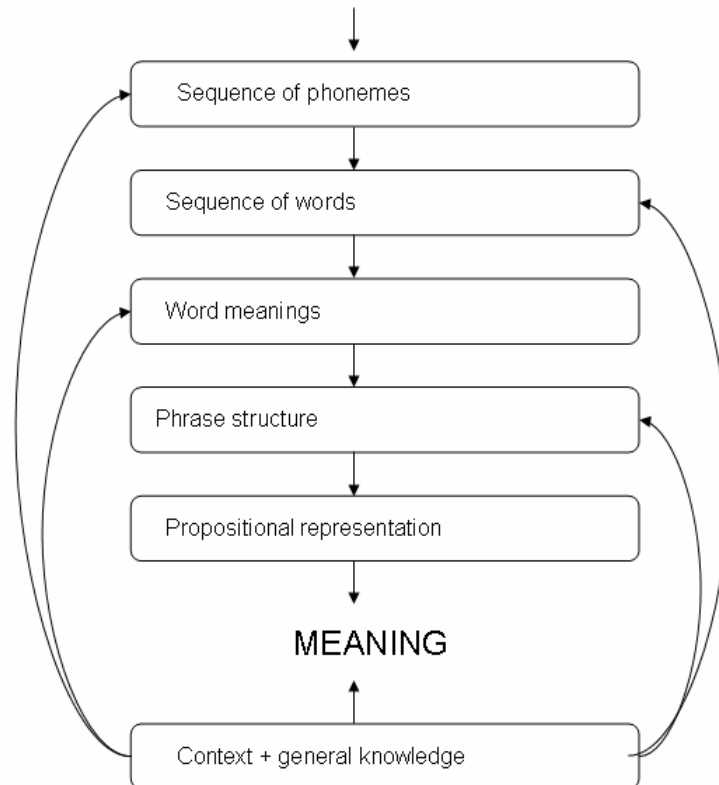 Sequence of phonemes
Sequence of words
Word meanings
Phrase structure
Propositional representation
MEANING
Context + general knowledge